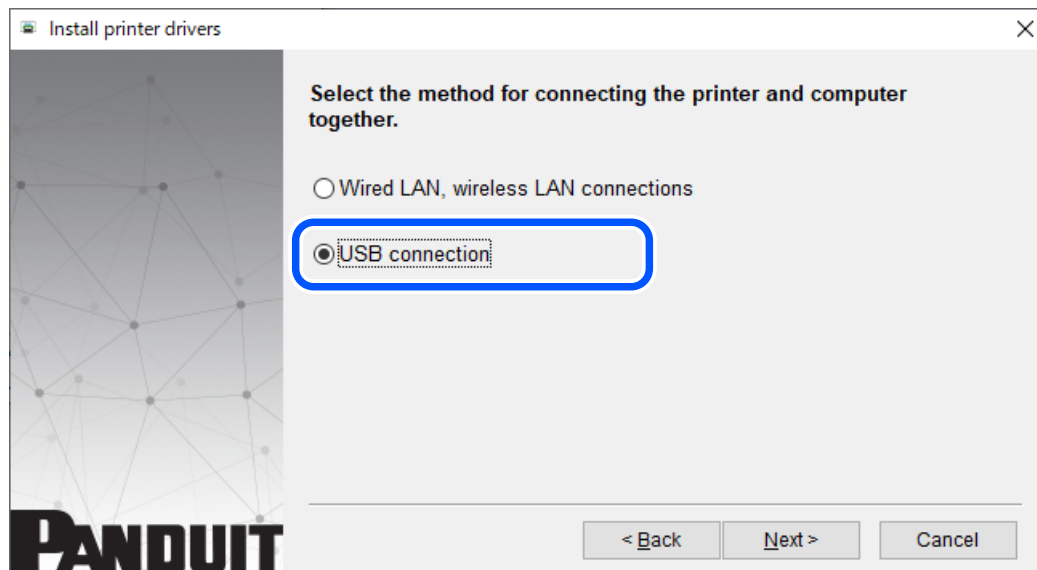 Install printer drivers
Select the method for connecting the printer and computer
together.
Wired LAN, wireless LAN connections
USB connection
PANDUIT
< Back
Next >
Cancel